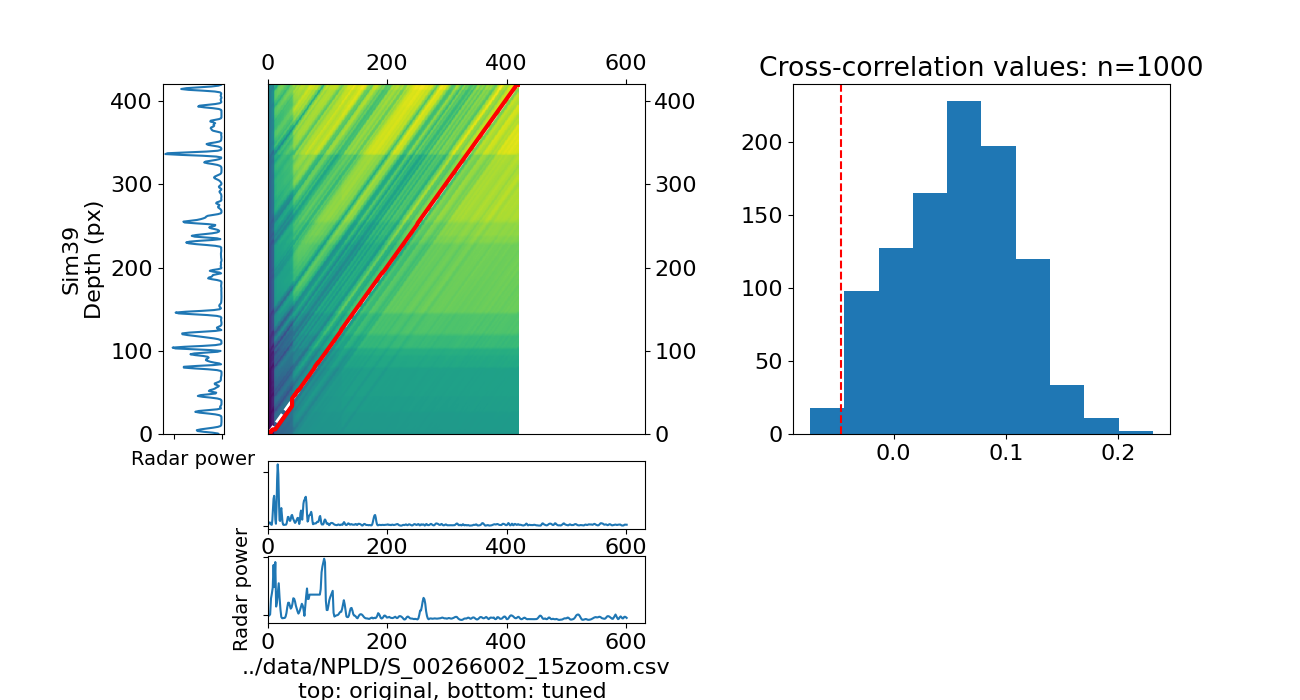 0 200 400 600
Cross-correlation values: n=1000
400
300
200
100
0
Sim39
Depth (px)
400
300
200
100
0
200
150
100
50
0
0.0 0.1 0.2
Radar power
0 200 400 600
Radar power
0 200 400 600
../data/NPLD/S_00266002_15zoom.csv
top: original, bottom: tuned